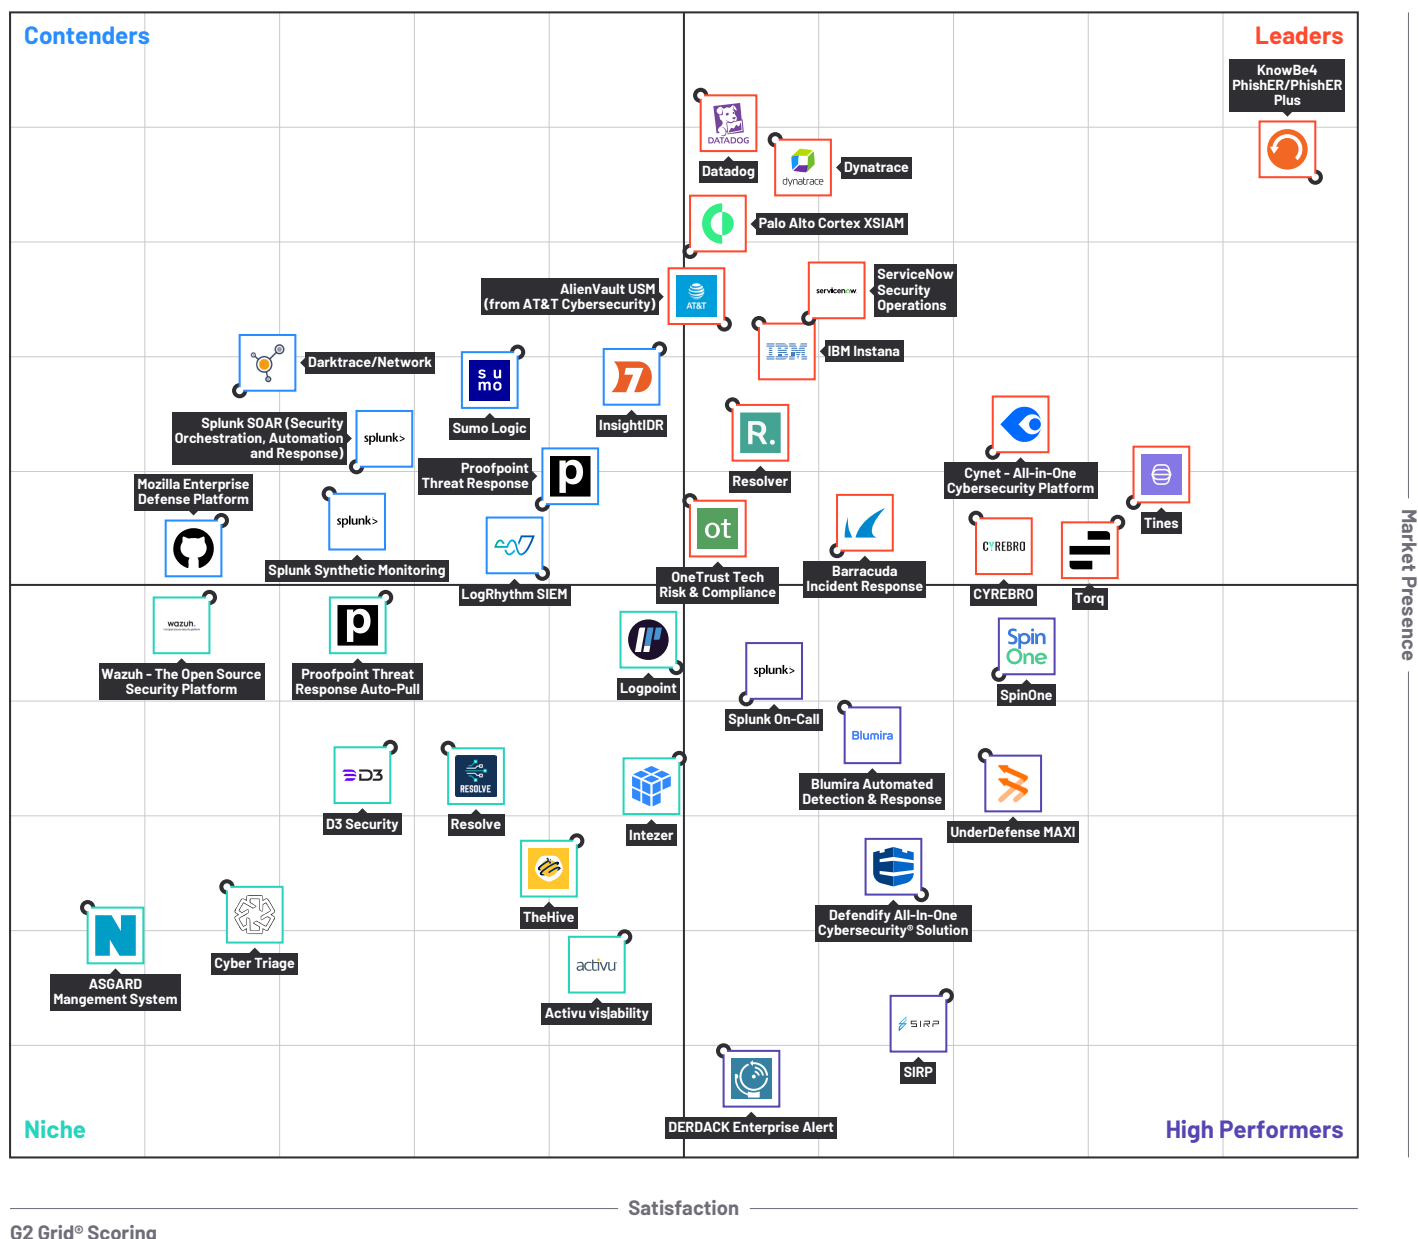 Contenders
Leaders
KnowBe4
PhishER/PhishER
Plus
DATADOG
Datadog
dynatrace
Dynatrace
Palo Alto Cortex XSIAM
AlienVault USM
(from AT&T Cybersecurity)
AT&T
servicenow.
ServiceNow
Security
Operations
IBM
IBM Instana
Darktrace/Network
su
mo
Sumo Logic
InsightIDR
Splunk SOAR (Security
Orchestration, Automation
and Response)
splunk>
R.
Resolver
Cynet - All-in-One
Cybersecurity Platform
Proofpoint
Threat Response
p
Tines
Mozilla Enterprise
Defense Platform
splunk>
Splunk Synthetic Monitoring
LogRhythm SIEM
ot
OneTrust Tech
Risk & Compliance
Barracuda
Incident Response
CYREBRO
CYREBRO
Torq
wazuh.
Wazuh - The Open Source
Security Platform
p
Proofpoint Threat
Response Auto-Pull
Logpoint
splunk>
Splunk On-Call
Spin
One
SpinOne
Blumira
Blumira Automated
Detection & Response
D3
D3 Security
RESOLVE
Resolve
Intezer
UnderDefense MAXI
TheHive
Defendify All-In-One
Cybersecurity® Solution
N
ASGARD
Mangement System
Cyber Triage
activu
Activu vis|ability
SIRP
SIRP
DERDACK Enterprise Alert
Niche
High Performers
Market Presence
Satisfaction
G2 Grid® Scoring